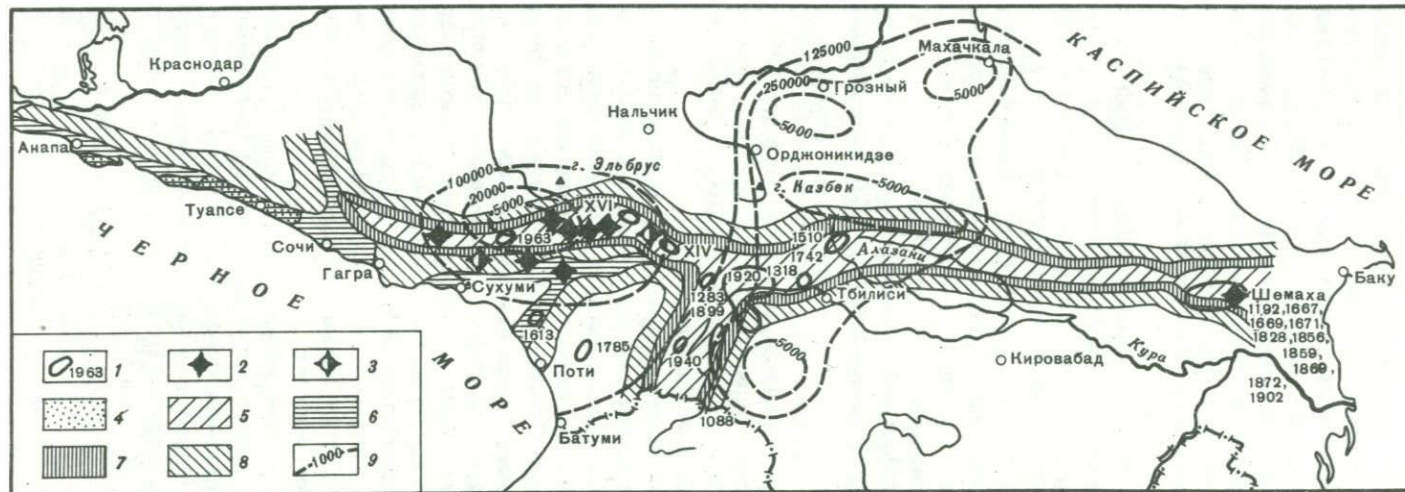 Краснодар
Анапа
Туапсе
Сочи
Гагра
Сухуми
Поти
Батуми
ЧЕРНОЕ
МОРЕ
Нальчик
г. Эльбрус
Орджоникидзе
г. Казбек
Грозный
Махачкала
КАСПИЙСКОЕ МОРЕ
125000
250000
5000
5000
5000
100000
20000
5000
XVI
1963
XIV
1510
1742
Алазани
1920
1318
1283
1899
Тбилиси
1613
1785
1940
1088
5000
Кировабад
Кура
Баку
Шемаха
1192, 1667,
1669, 1671,
1828, 1856,
1859,
1869,
1872,
1902
1963 1
2
3
4
5
6
7
8
1000 9